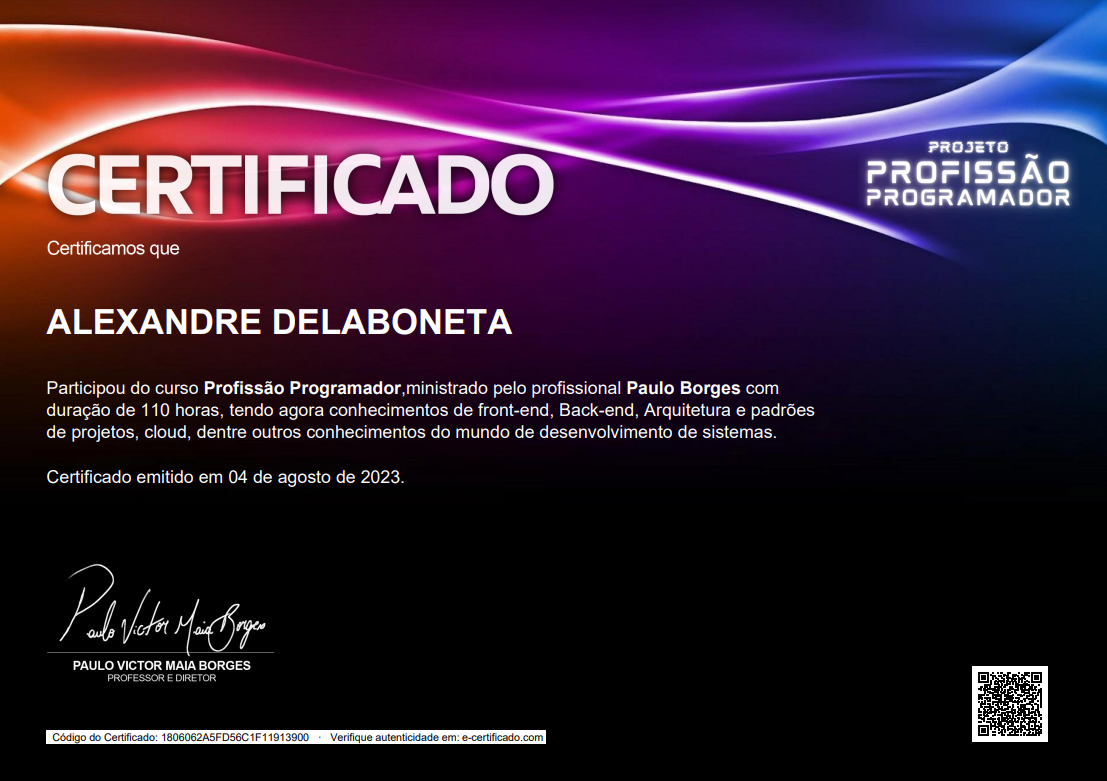 CERTIFICADO
PROJETO
PROFISSÃO
PROGRAMADOR
Certificamos que
ALEXANDRE DELABONETA
Participou do curso Profissão Programador,ministrado pelo profissional Paulo Borges com
duração de 110 horas, tendo agora conhecimentos de front-end, Back-end, Arquitetura e padrões
de projetos, cloud, dentre outros conhecimentos do mundo de desenvolvimento de sistemas.
Certificado emitido em 04 de agosto de 2023.
Paulo Victor Maia Borges
PAULO VICTOR MAIA BORGES
PROFESSOR E DIRETOR
Código do Certificado: 1806062A5FD56C1F11913900 · Verifique autenticidade em: e-certificado.com